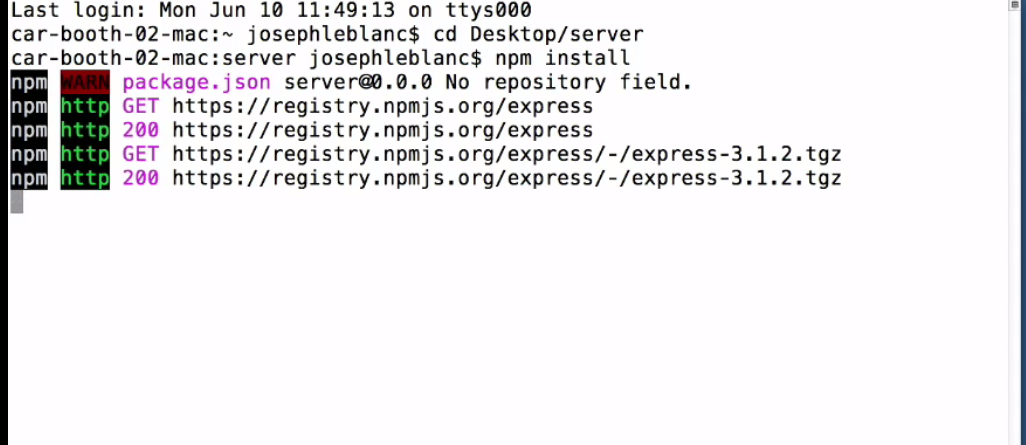 Last login: Mon Jun 10 11:49:13 on ttys000
car-booth-02-mac:~ josephleblanc$ cd Desktop/server
car-booth-02-mac:server josephleblanc$ npm install
npm WARN package.json server@0.0.0 No repository field.
npm http GET https://registry.npmjs.org/express
npm http 200 https://registry.npmjs.org/express
npm http GET https://registry.npmjs.org/express/-/express-3.1.2.tgz
npm http 200 https://registry.npmjs.org/express/-/express-3.1.2.tgz